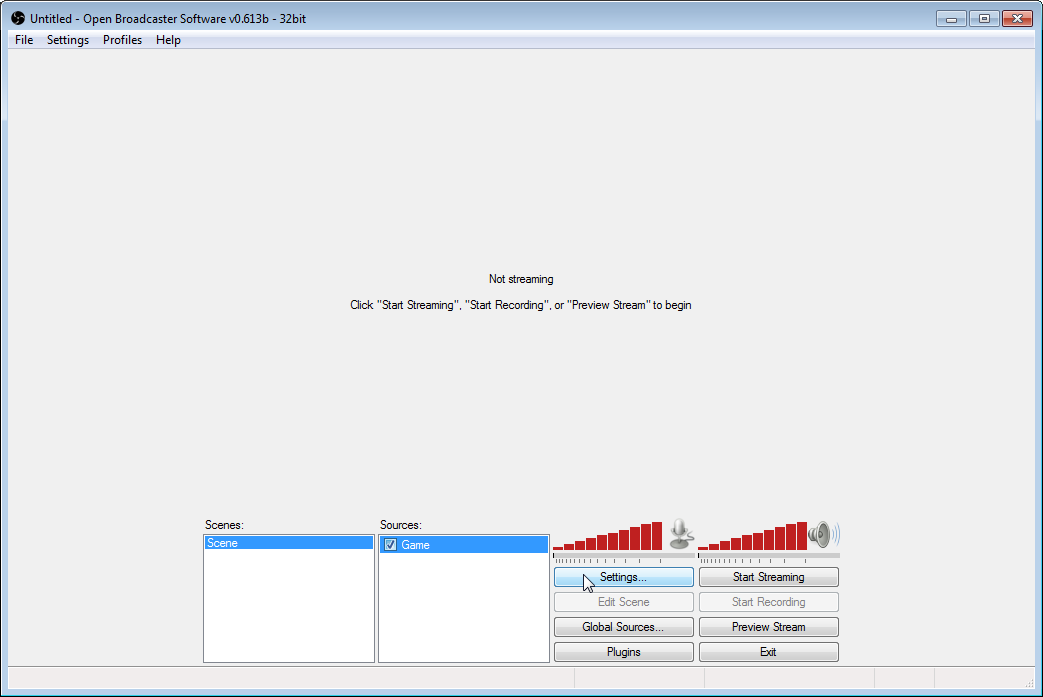 Untitled - Open Broadcaster Software v0.613b - 32bit
File Settings Profiles Help
Not streaming
Click "Start Streaming", "Start Recording", or "Preview Stream" to begin
Scenes: Sources:
Scene Game
Settings... Start Streaming
Edit Scene Start Recording
Global Sources... Preview Stream
Plugins Exit